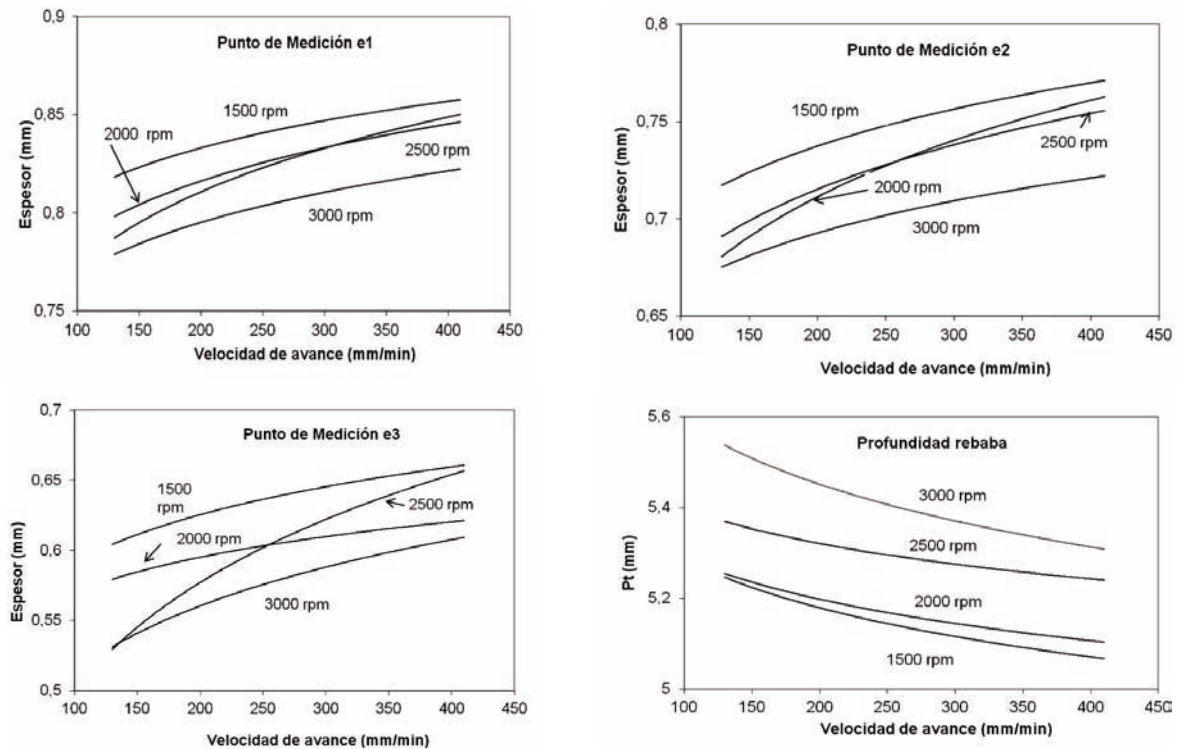 Punto de Medición e1
Espesor (mm)
0,9
0,85
0,8
0,75
1500 rpm
2000 rpm
2500 rpm
3000 rpm
100 150 200 250 300 350 400 450
Velocidad de avance (mm/min)
Punto de Medición e2
Espesor (mm)
0,8
0,75
0,7
0,65
1500 rpm
2500 rpm
2000 rpm
3000 rpm
100 150 200 250 300 350 400 450
Velocidad de avance (mm/min)
Punto de Medición e3
Espesor (mm)
0,7
0,65
0,6
0,55
0,5
1500
rpm
2500 rpm
2000 rpm
3000 rpm
100 150 200 250 300 350 400 450
Velocidad de avance (mm/min)
Profundidad rebaba
Pt (mm)
5,6
5,4
5,2
5
3000 rpm
2500 rpm
2000 rpm
1500 rpm
100 150 200 250 300 350 400 450
Velocidad de avance (mm/min)